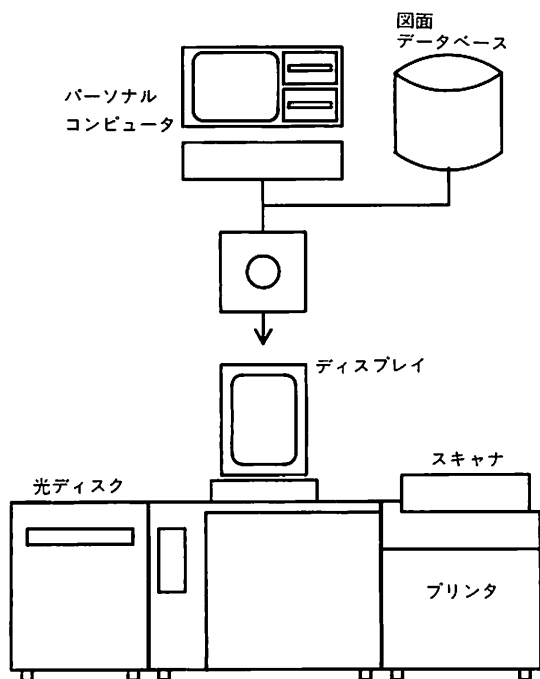 図面
データベース
パーソナル
コンピュータ
ディスプレイ
スキャナ
光ディスク
プリンタ